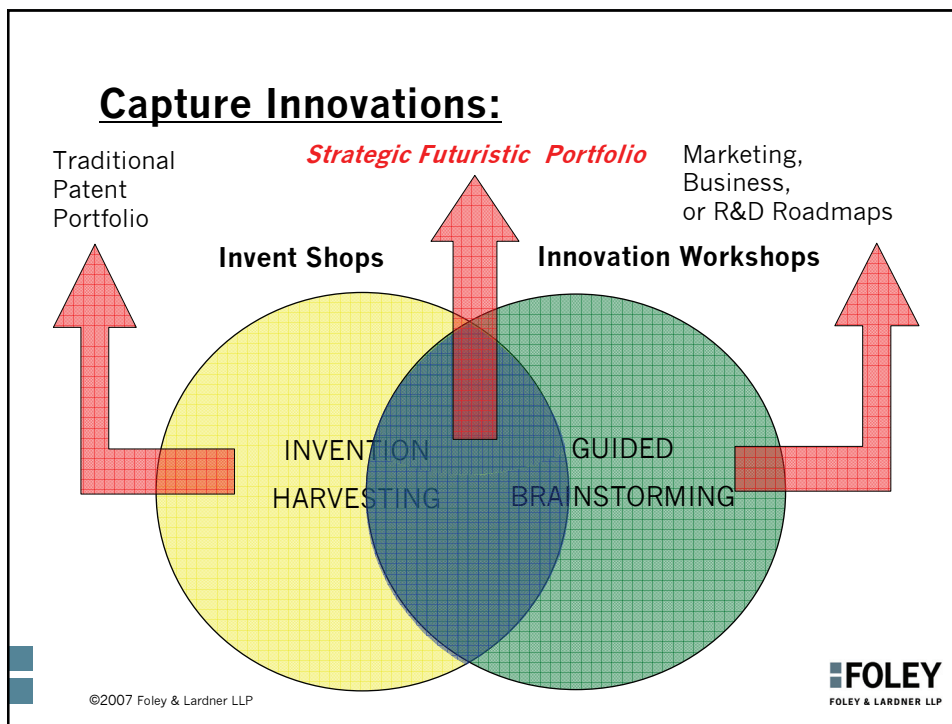 Capture Innovations:
Traditional
Patent
Portfolio
Strategic Futuristic Portfolio
Marketing,
Business,
or R&D Roadmaps
Invent Shops
Innovation Workshops
INVENTION
HARVESTING
GUIDED
BRAINSTORMING
©2007 Foley & Lardner LLP
FOLEY
FOLEY & LARDNER LLP